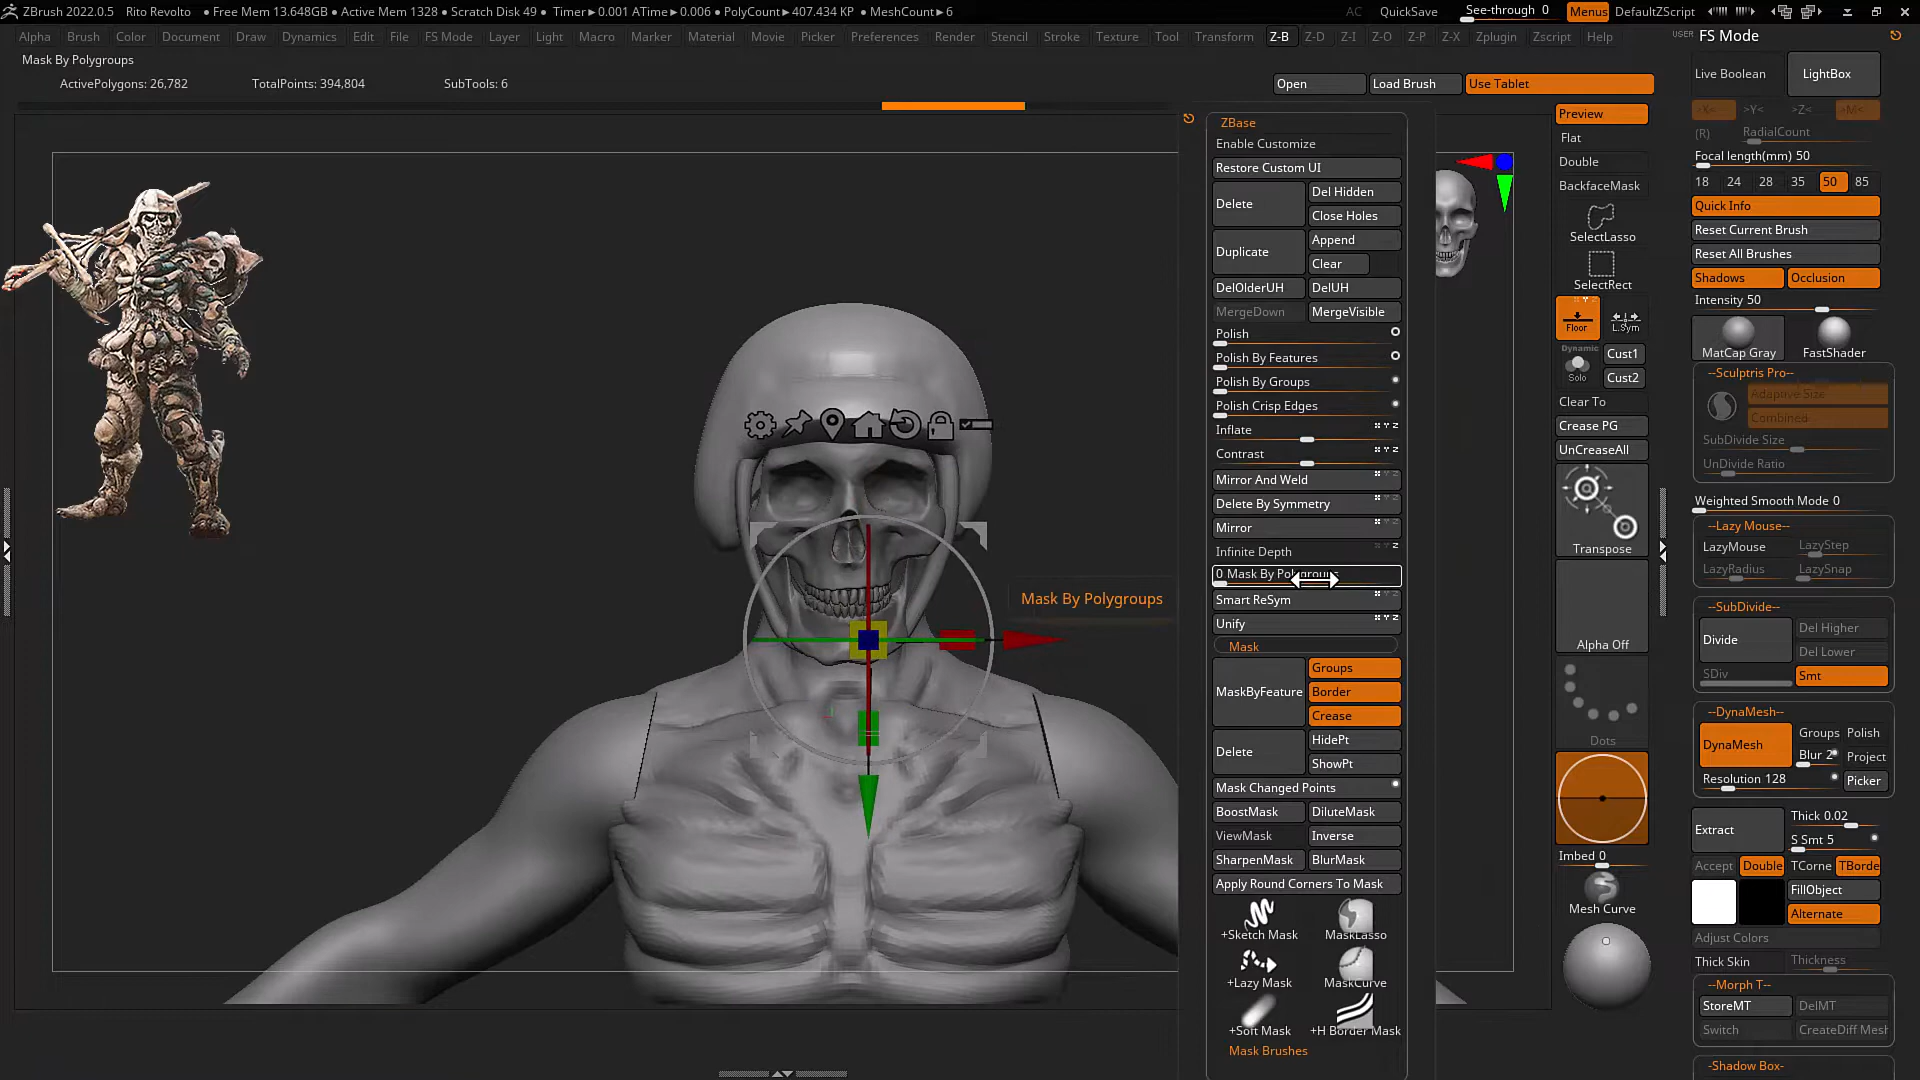 ZBrush 2022.0.5 Rito Revolto • Free Mem 13.648GB • Active Mem 1328 • Scratch Disk 49 • Timer▸0.001 ATime▸0.006 • PolyCount▸407.434 KP • MeshCount▸6 AC QuickSave See-through 0 Menus DefaultZScript
Alpha Brush Color Document Draw Dynamics Edit File FS Mode Layer Light Macro Marker Material Movie Picker Preferences Render Stencil Stroke Texture Tool Transform Z-B Z-D Z-I Z-O Z-P Z-X Zplugin Zscript Help
USER FS Mode
Mask By Polygroups
ActivePolygons: 26,782 TotalPoints: 394,804 SubTools: 6
Open Load Brush Use Tablet
ZBase
Enable Customize
Restore Custom UI
Delete Del Hidden
Close Holes
Duplicate Append
Clear
DelOlderUH DelUH
MergeDown MergeVisible
Polish
Polish By Features
Polish By Groups
Polish Crisp Edges
Inflate
Contrast
Mirror And Weld
Delete By Symmetry
Mirror
Infinite Depth
0 Mask By Polygroups
Smart ReSym
Unify
Mask
MaskByFeature Groups
Border
Crease
Delete HidePt
ShowPt
Mask Changed Points
BoostMask DiluteMask
ViewMask Inverse
SharpenMask BlurMask
Apply Round Corners To Mask
+Sketch Mask MaskLasso
+Lazy Mask MaskCurve
+Soft Mask +H Border Mask
Mask Brushes
Mask By Polygroups
Preview
Flat
Double
BackfaceMask
SelectLasso
SelectRect
Floor L.Sym
Dynamic
Solo
Cust1
Cust2
Clear To
Crease PG
UnCreaseAll
Transpose
Alpha Off
Dots
Imbed 0
Mesh Curve
Live Boolean LightBox
>X< >Y< >Z< >M<
(R) RadialCount
Focal length(mm) 50
18 24 28 35 50 85
Quick Info
Reset Current Brush
Reset All Brushes
Shadows Occlusion
Intensity 50
MatCap Gray FastShader
--Sculptris Pro--
Adaptive Size
Combined
SubDivide Size
UnDivide Ratio
Weighted Smooth Mode 0
--Lazy Mouse--
LazyMouse LazyStep
LazyRadius LazySnap
--SubDivide--
Divide Del Higher
Del Lower
SDiv Smt
--DynaMesh--
DynaMesh Groups Polish
Blur 2 Project
Resolution 128 Picker
Extract Thick 0.02
S Smt 5
Accept Double TCorne TBorde
FillObject
Alternate
Adjust Colors
Thick Skin Thickness
--Morph T--
StoreMT DelMT
Switch CreateDiff Mesh
-Shadow Box-